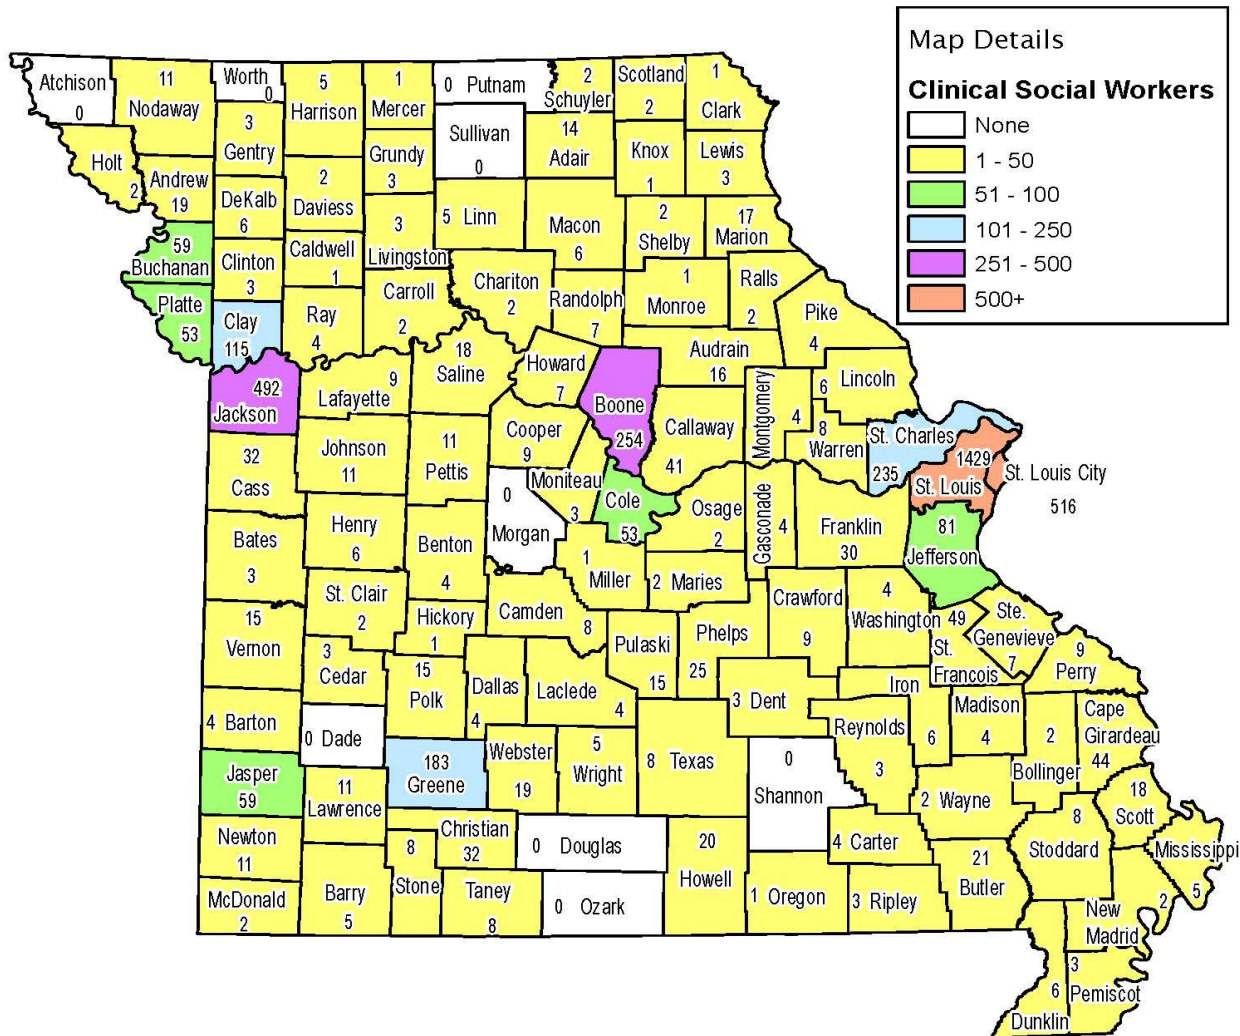 Map Details
Clinical Social Workers
None
1 - 50
51 - 100
101 - 250
251 - 500
500+
Atchison
0
11
Nodaway
Worth
0
5
Harrison
1
Mercer
0 Putnam
2
Schuyler
Scotland
2
1
Clark
Holt
2
Andrew
19
3
Gentry
DeKalb
6
2
Daviess
Grundy
3
Sullivan
0
14
Adair
Knox
1
Lewis
3
59
Buchanan
Clinton
3
Caldwell
1
3
Livingston
5 Linn
Macon
6
2
Shelby
17
Marion
Platte
53
Clay
115
Ray
4
Carroll
2
Chariton
2
Randolph
7
1
Monroe
Ralls
2
Pike
4
492
Jackson
9
Lafayette
18
Saline
Howard
7
Boone
254
Audrain
16
Callaway
41
Montgomery
4
6
Lincoln
8
Warren
St. Charles
235
1429
St. Louis
St. Louis City
516
32
Cass
Johnson
11
11
Pettis
Cooper
9
Moniteau
3
Cole
53
Osage
2
Gasconade
4
Franklin
30
81
Jefferson
Bates
3
Henry
6
Benton
4
0
Morgan
1
Miller
2 Maries
Crawford
9
4
Washington
49
St.
Francois
Ste.
Genevieve
7
9
Perry
15
Vernon
St. Clair
2
Hickory
1
Camden
8
Pulaski
15
Phelps
25
3
Cedar
15
Polk
Dallas
4
Laclede
4
3 Dent
Iron
6
Madison
4
2
Bollinger
Cape
Girardeau
44
4 Barton
0 Dade
Reynolds
3
Jasper
59
11
Lawrence
183
Greene
Webster
19
5
Wright
8 Texas
0
Shannon
2 Wayne
18
Scott
Newton
11
Christian
32
0 Douglas
20
Howell
4 Carter
21
Butler
8
Stoddard
Mississippi
5
McDonald
2
Barry
5
8
Stone
Taney
8
0 Ozark
1 Oregon
3 Ripley
2
New
Madrid
3
Pemiscot
6
Dunklin